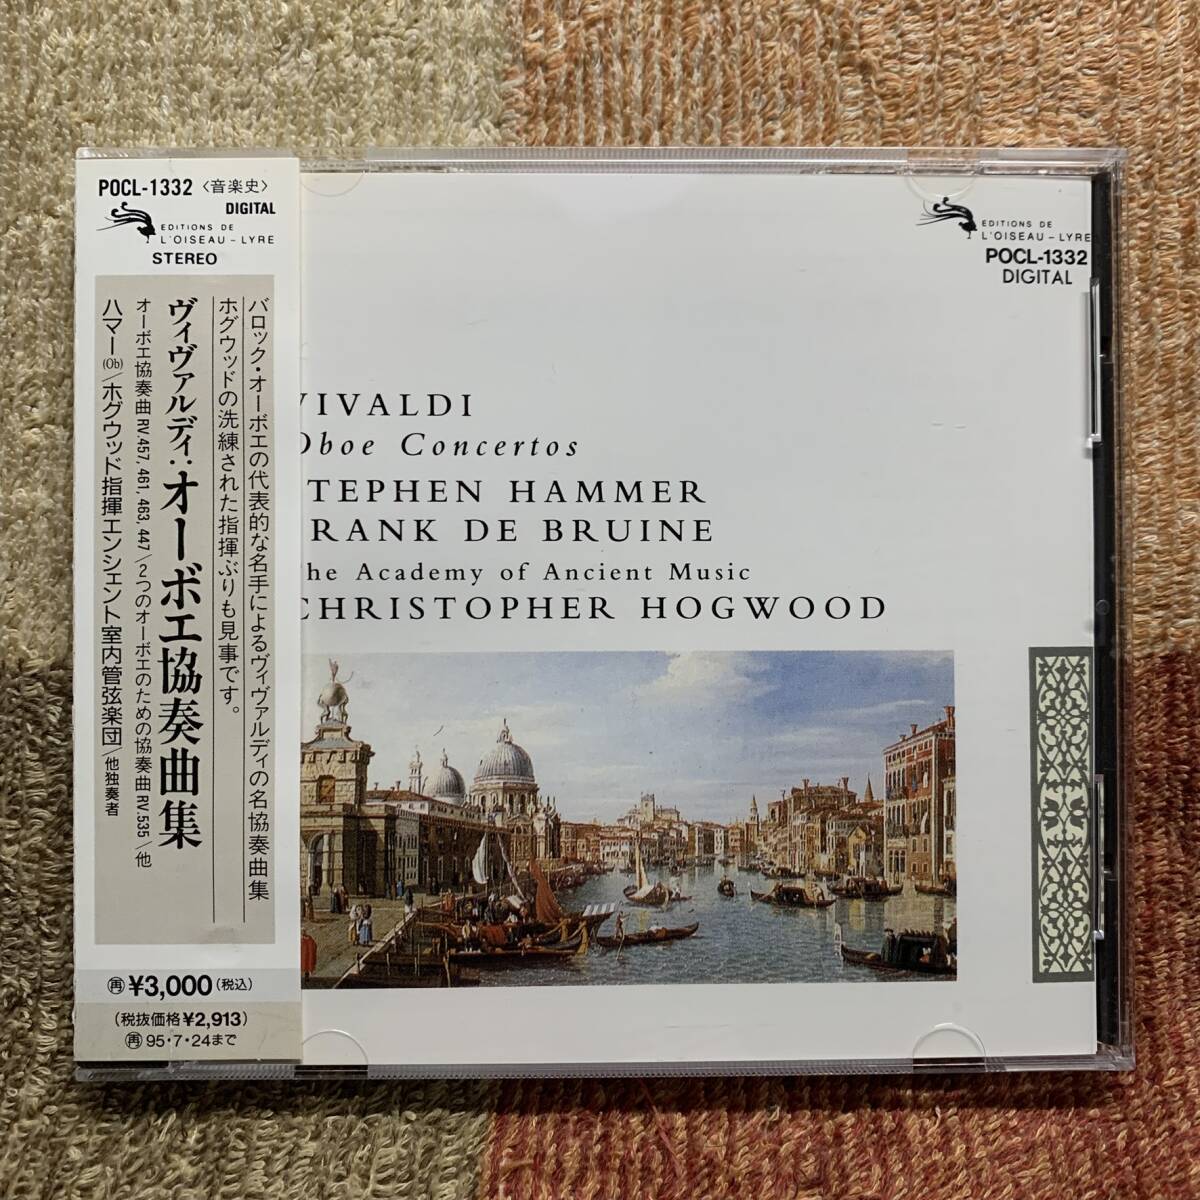 POCL-1332 〈音楽史〉
DIGITAL
EDITIONS DE
L'OISEAU-LYRE
STEREO
バロック・オーボエの代表的な名手によるヴィヴァルディの名協奏曲集
ホグウッドの洗練された指揮ぶりも見事です。
ヴィヴァルディ:オーボエ協奏曲集
オーボエ協奏曲 RV.457, 461, 463, 447/2つのオーボエのための協奏曲 RV.535/他
ハマー(Ob)/ホグウッド指揮エンシェント室内管弦楽団/他独奏者
再 ¥3,000(税込)
(税抜価格¥2,913)
再 95・7・24まで
EDITIONS DE
L'OISEAU-LYRE
POCL-1332
DIGITAL
VIVALDI
Oboe Concertos
STEPHEN HAMMER
FRANK DE BRUINE
The Academy of Ancient Music
CHRISTOPHER HOGWOOD